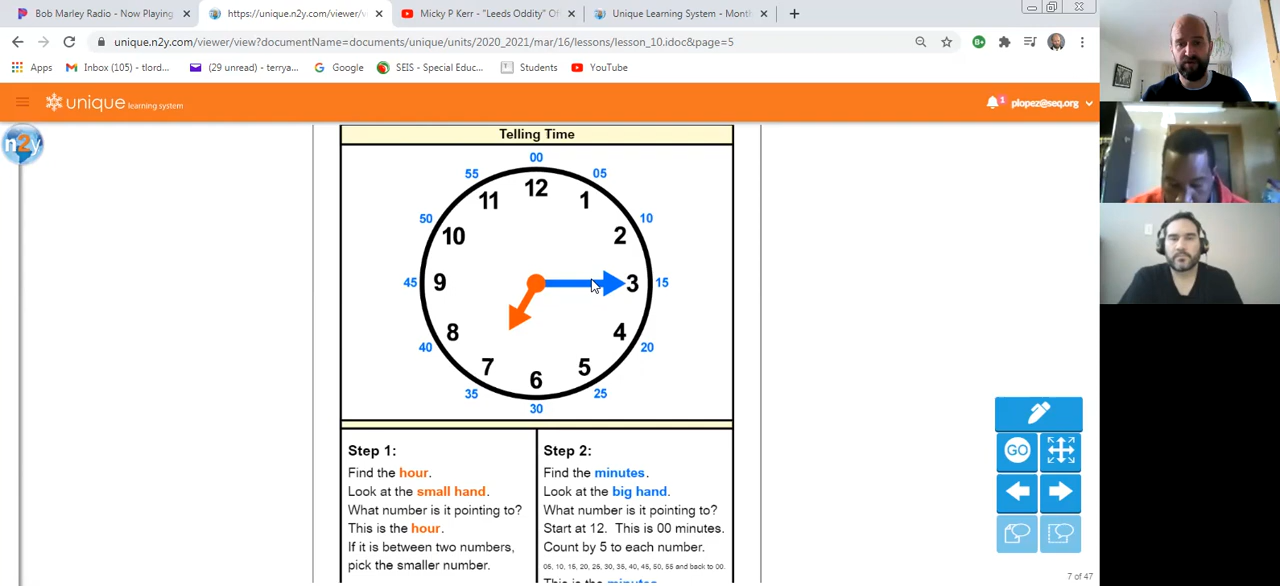 Bob Marley Radio - Now Playing
https://unique.n2y.com/viewer/v
Micky P Kerr - "Leeds Oddity" Of
Unique Learning System - Month
unique.n2y.com/viewer/view?documentName=documents/unique/units/2020_2021/mar/16/lessons/lesson_10.idoc&page=5
Apps
Inbox (105) - tlord...
(29 unread) - terrya...
Google
SEIS - Special Educ...
Students
YouTube
unique learning system
1
plopez@seq.org
n2y
Telling Time
00
55 05
12
11 1
50 10
10 2
45 9 3 15
8 4
40 20
7 5
6
35 25
30
Step 1:
Find the hour.
Look at the small hand.
What number is it pointing to?
This is the hour.
If it is between two numbers,
pick the smaller number.
Step 2:
Find the minutes.
Look at the big hand.
What number is it pointing to?
Start at 12. This is 00 minutes.
Count by 5 to each number.
05, 10, 15, 20, 25, 30, 35, 40, 45, 50, 55 and back to 00.
This is the minutes
GO
7 of 47